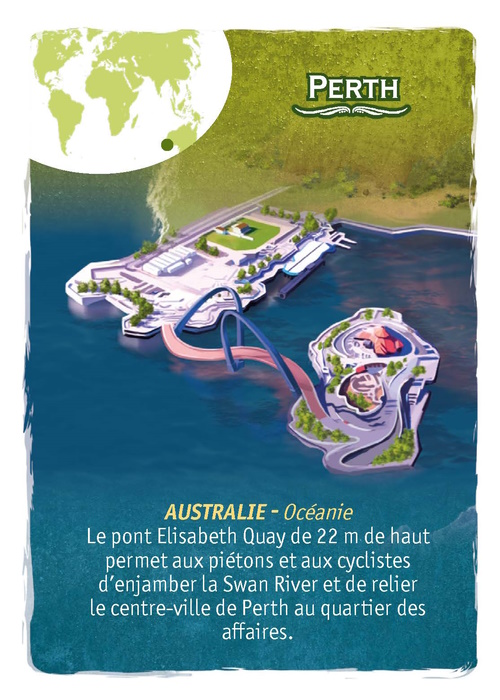 PERTH
AUSTRALIE - Océanie
Le pont Elisabeth Quay de 22 m de haut
permet aux piétons et aux cyclistes
d'enjamber la Swan River et de relier
le centre-ville de Perth au quartier des
affaires.